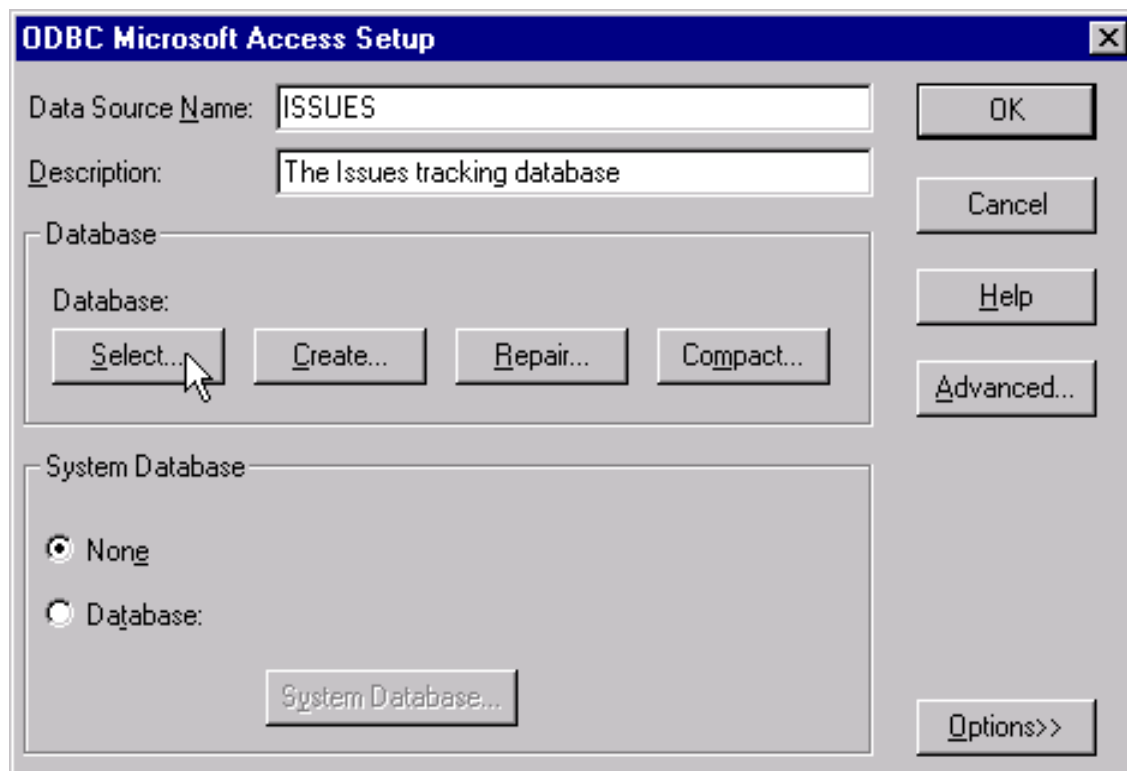 ODBC Microsoft Access Setup
Data Source Name: ISSUES
OK
Description: The Issues tracking database
Cancel
Database
Database:
Help
Select... Create... Repair... Compact...
Advanced...
System Database
None
Database:
System Database...
Options>>